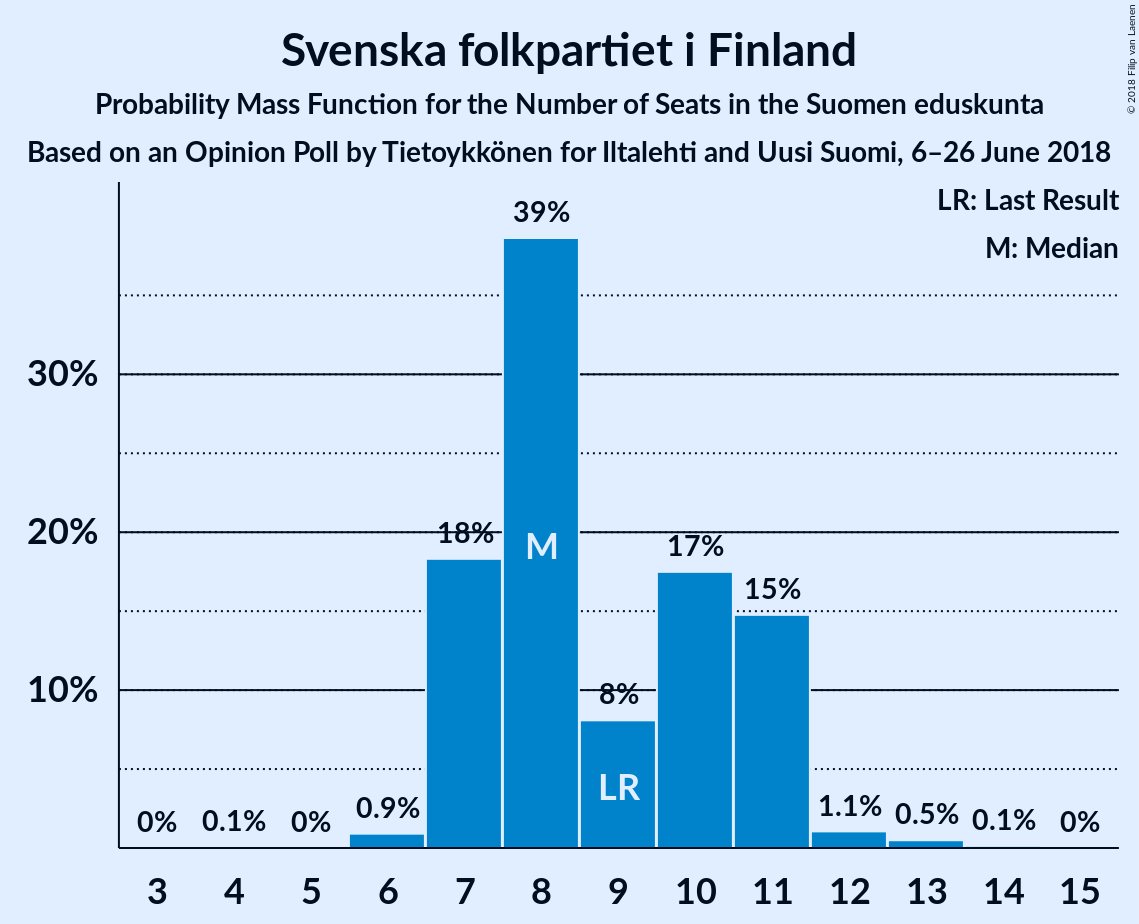 Svenska folkpartiet i Finland
Probability Mass Function for the Number of Seats in the Suomen eduskunta
Based on an Opinion Poll by Tietoykkönen for Iltalehti and Uusi Suomi, 6–26 June 2018
© 2018 Filip van Laenen
LR: Last Result
M: Median
39%
30%
20%
18%
M
17%
15%
10%
8%
LR
0%
0.1%
0%
0.9%
1.1%
0.5%
0.1%
0%
3 4 5 6 7 8 9 10 11 12 13 14 15